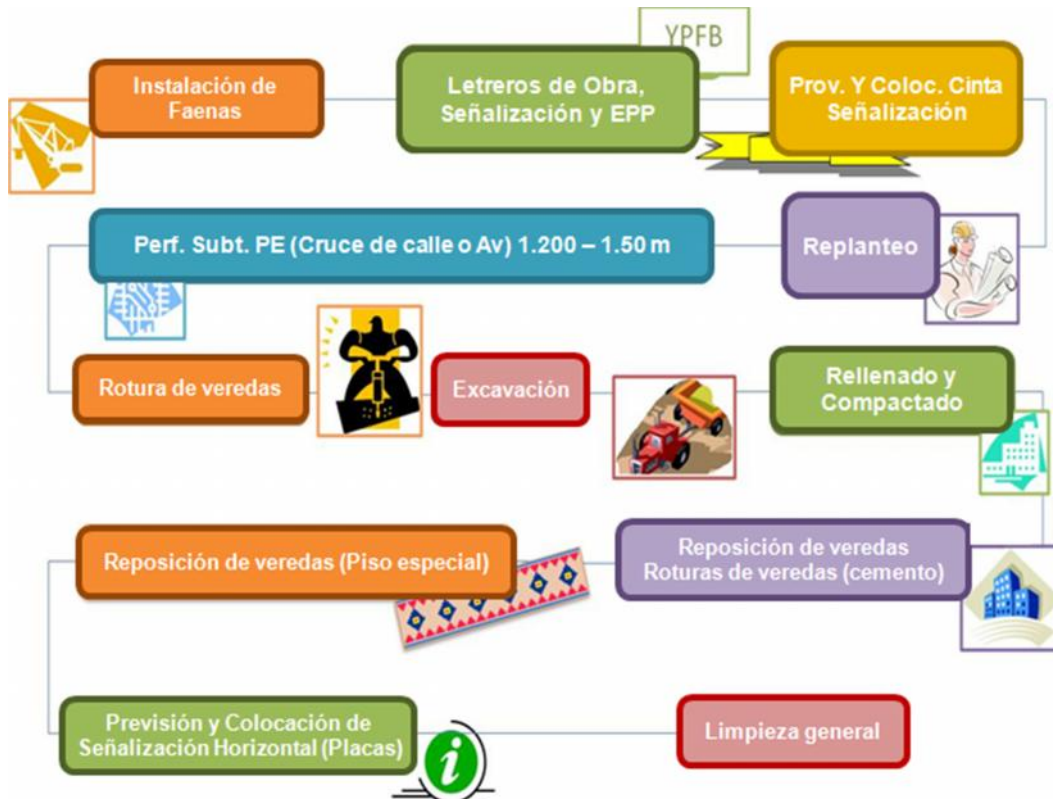 YPFB
Instalación de
Faenas
Letreros de Obra,
Señalización y EPP
Prov. Y Coloc. Cinta
Señalización
Replanteo
Perf. Subt. PE (Cruce de calle o Av) 1.200 – 1.50 m
Rotura de veredas
Excavación
Rellenado y
Compactado
Reposición de veredas
Roturas de veredas (cemento)
Reposición de veredas (Piso especial)
Previsión y Colocación de
Señalización Horizontal (Placas)
i
Limpieza general